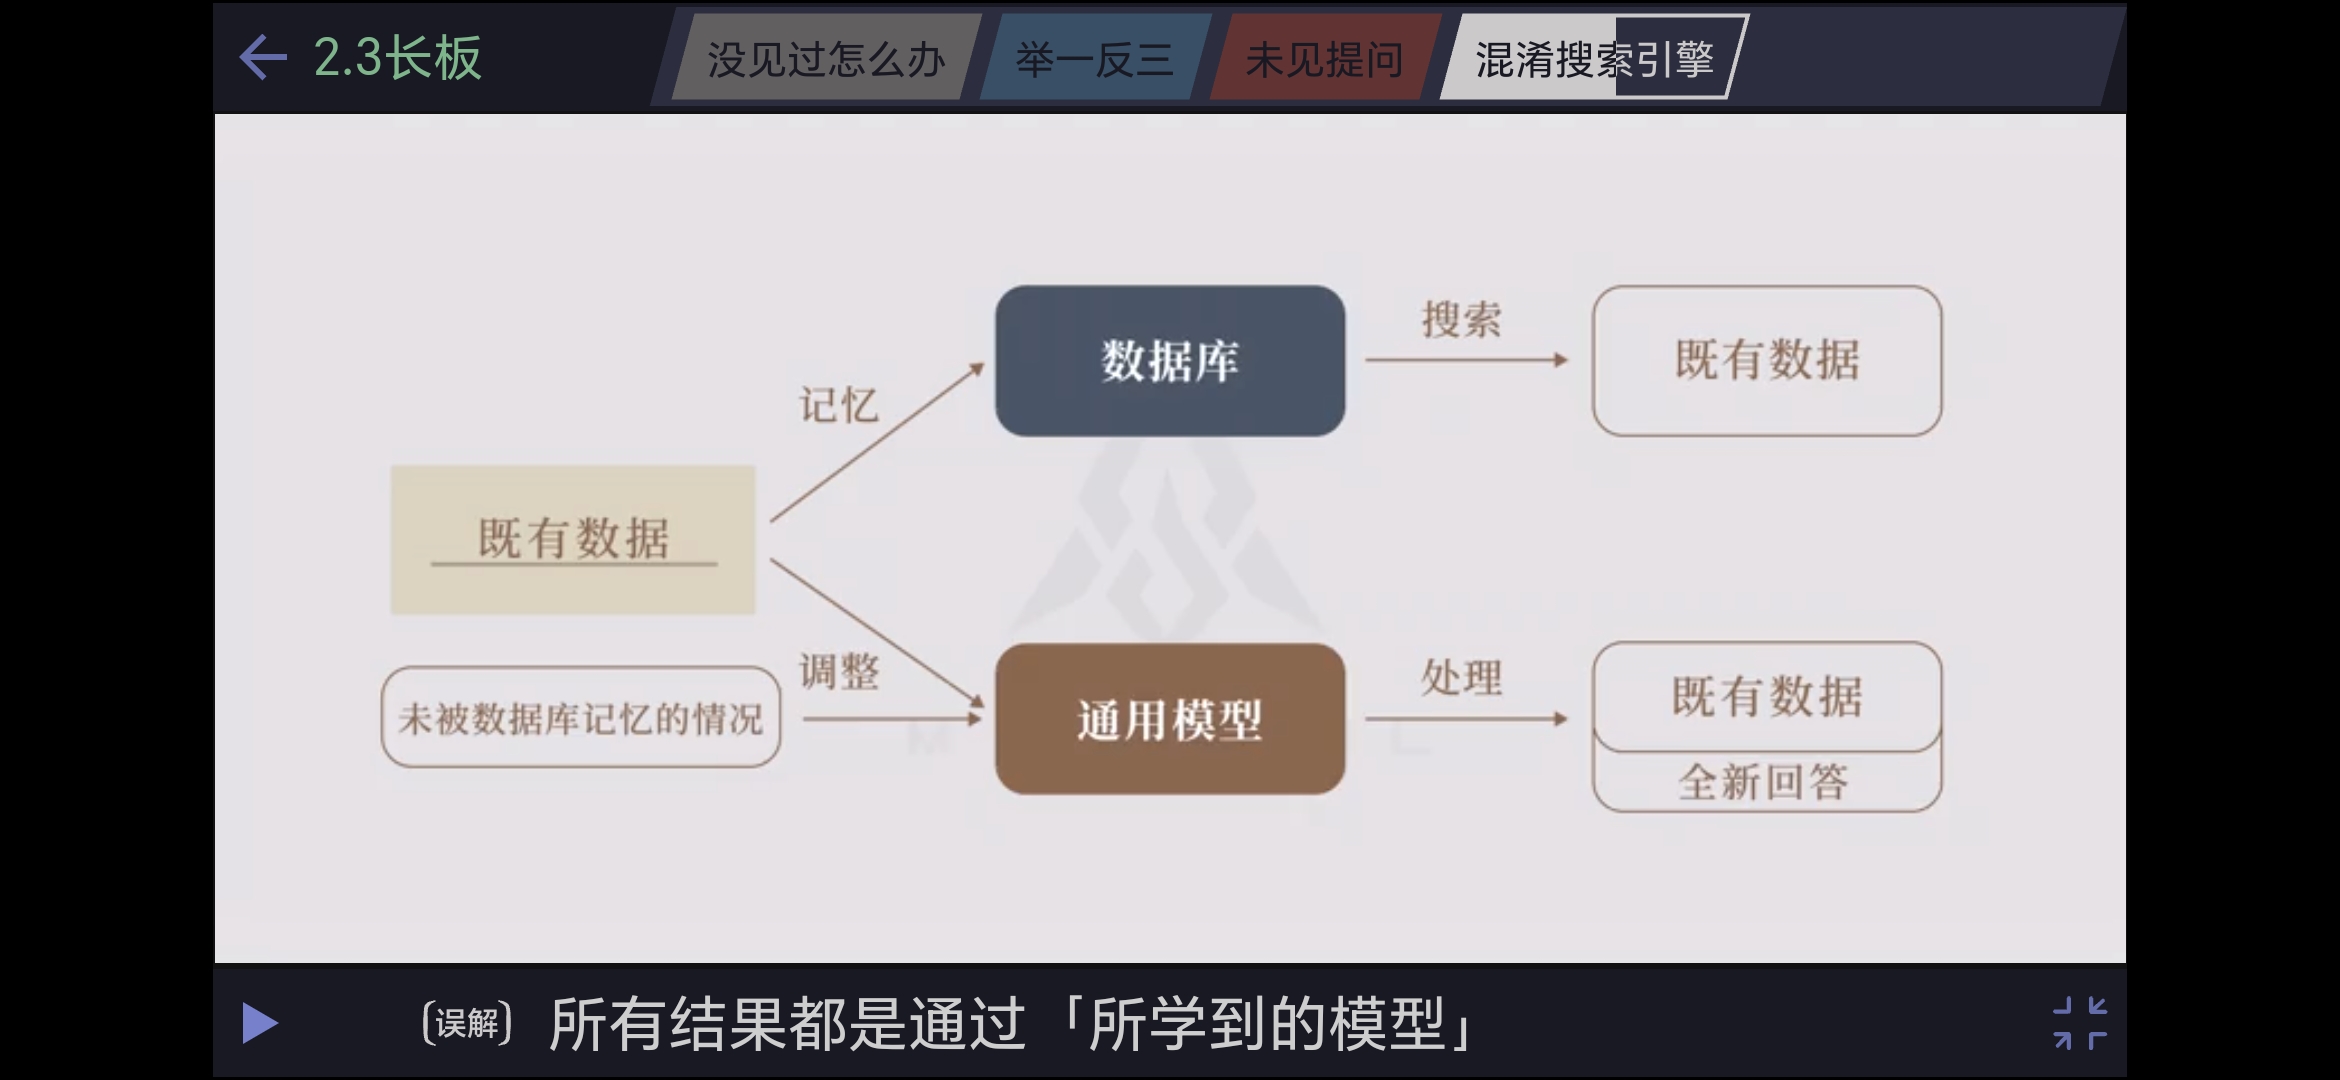 2.3长板
没见过怎么办
举一反三
未见提问
混淆搜索引擎
数据库
搜索
既有数据
记忆
既有数据
调整
未被数据库记忆的情况
通用模型
处理
既有数据
全新回答
M L
〔误解〕 所有结果都是通过「所学到的模型」